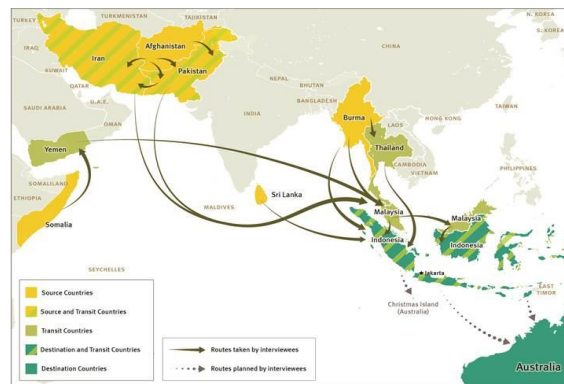 TURKEY
TURKMENISTAN
TAJIKISTAN
N. KOREA
S. KOREA
IRAQ
Iran
Afghanistan
CHINA
KUWAIT
Pakistan
QATAR
NEPAL
BHUTAN
SAUDI ARABIA
U.A.E.
BANGLADESH
TAIWAN
OMAN
INDIA
Burma
LAOS
HONG KONG
Yemen
Thailand
CAMBODIA
VIETNAM
PHILIPPINES
SOMALILAND
ETHIOPIA
Sri Lanka
MALDIVES
Malaysia
Malaysia
Somalia
Indonesia
Indonesia
SEYCHELLES
Jakarta
EAST
TIMOR
Christmas Island
(Australia)
Source Countries
Source and Transit Countries
Transit Countries
Destination and Transit Countries
Destination Countries
Routes taken by interviewees
Routes planned by interviewees
Australia